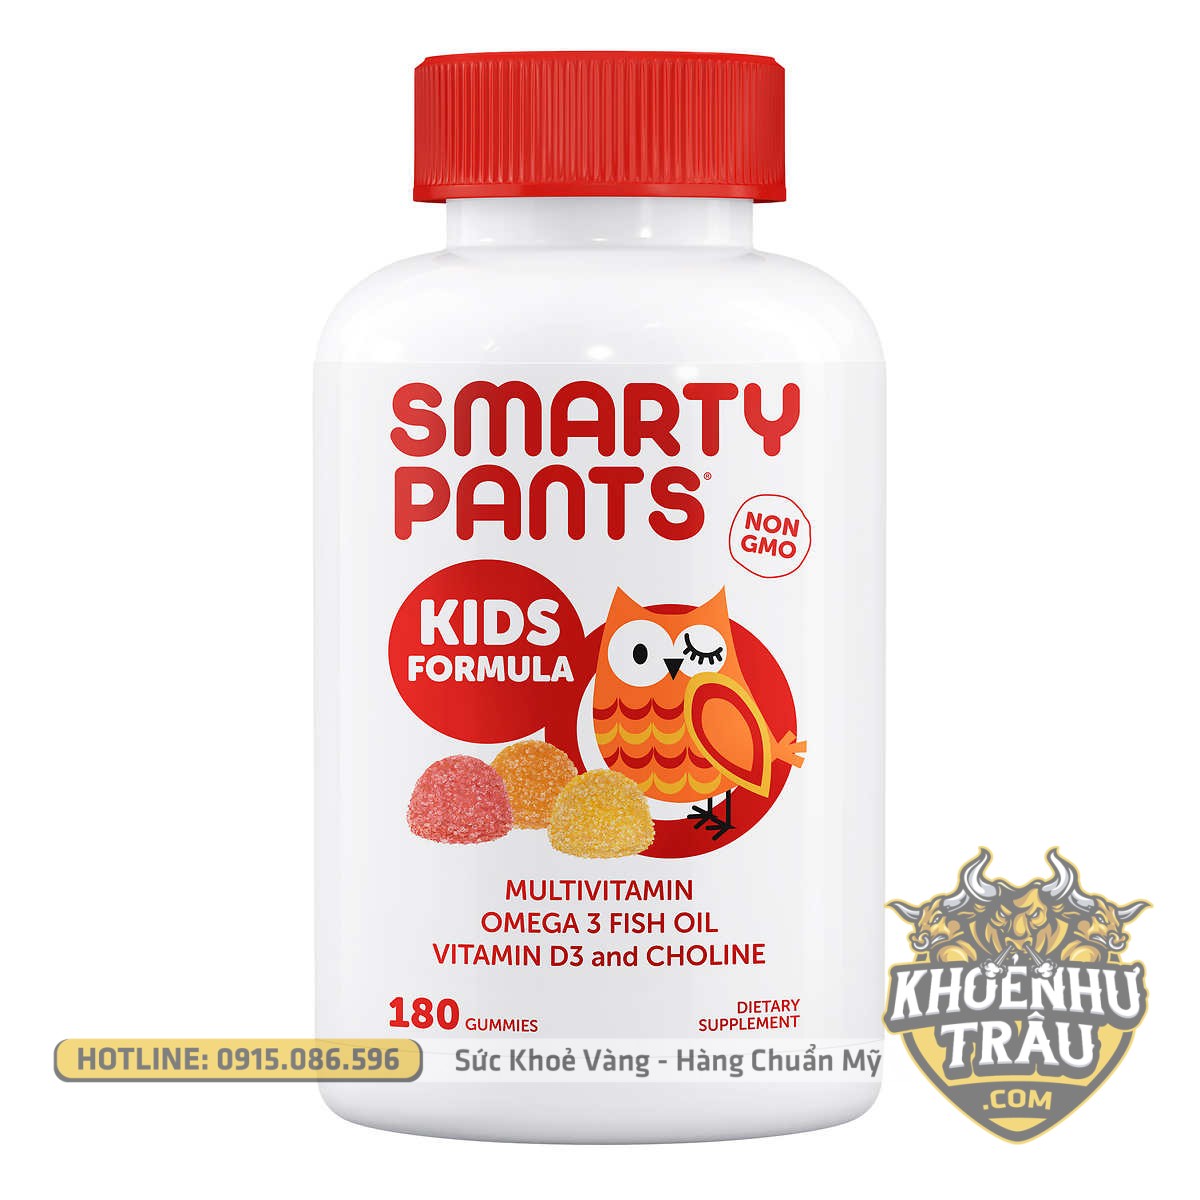 SMARTY
PANTS®
NON
GMO
KIDS
FORMULA
MULTIVITAMIN
OMEGA 3 FISH OIL
VITAMIN D3 and CHOLINE
180 GUMMIES
DIETARY
SUPPLEMENT
HOTLINE: 0915.086.596
Sức Khoẻ Vàng - Hàng Chuẩn Mỹ
KHOẺNHƯ
TRÂU
.COM